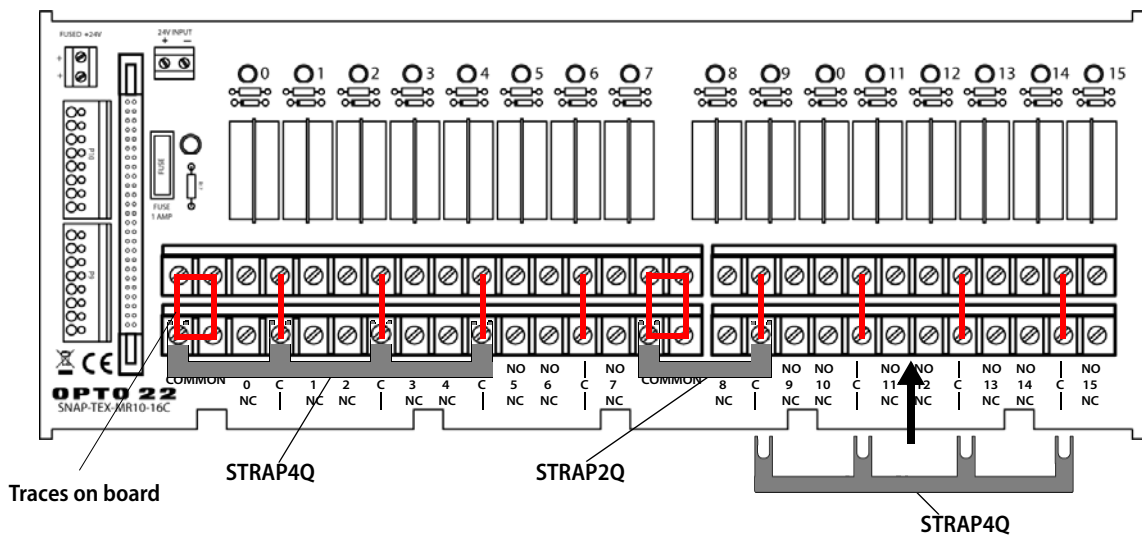 FUSED +24V
24V INPUT
+ −
+
+
0 1 2 3 4 5 6 7 8 9 0 11 12 13 14 15
P10
FUSE
FUSE
1 AMP
P9
CE
OPTO 22
SNAP-TEX-MR10-16C
NO NO NO NO NO NO NO NO NO
COMMON 0 C 1 2 C 3 4 C 5 6 C 7 COMMON 8 C 9 10 C 11 12 C 13 14 C 15
NC NC NC NC NC NC NC NC NC NC NC NC NC NC NC NC
Traces on board
STRAP4Q
STRAP2Q
STRAP4Q